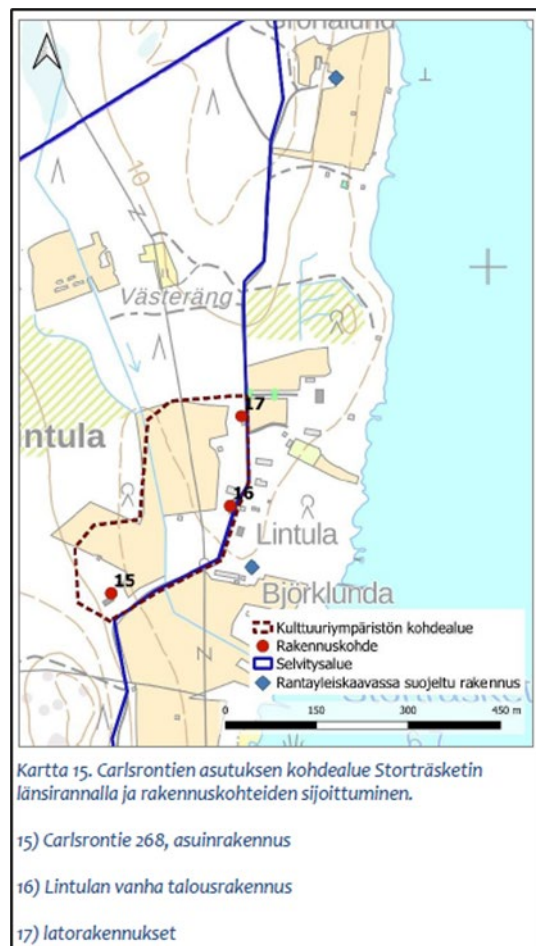 Grönalund
10
Västeräng
17
ntula
16
Lintula
15
Björklunda
Kulttuuriympäristön kohdealue
Rakennuskohde
Selvitysalue
Rantayleiskaavassa suojeltu rakennus
0 150 300 450 m
Kartta 15. Carlsrontien asutuksen kohdealue Storträsketin
länsirannalla ja rakennuskohteiden sijoittuminen.
15) Carlsrontie 268, asuinrakennus
16) Lintulan vanha talousrakennus
17) latorakennukset